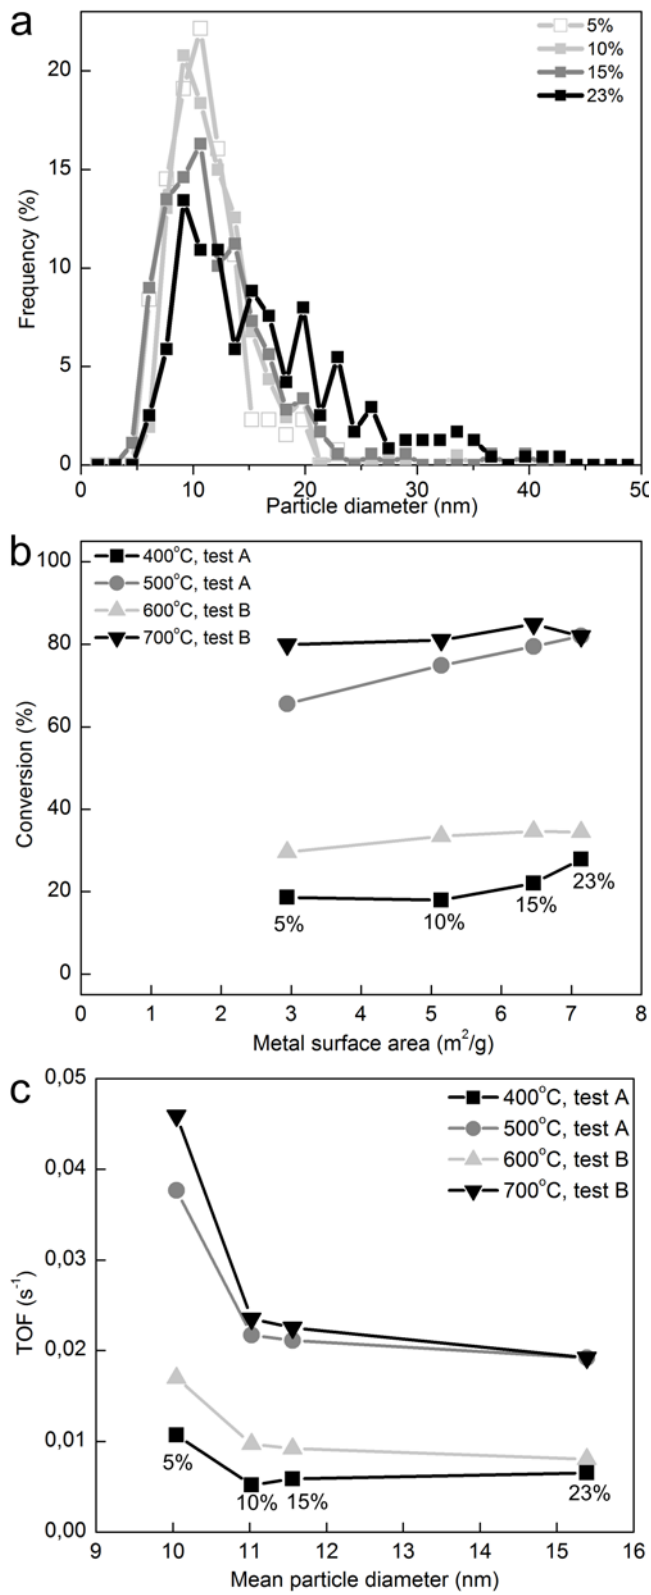 a
5%
10%
15%
23%
20
15
10
5
0
Frequency (%)
0 10 20 30 40 50
Particle diameter (nm)
b
400°C, test A
500°C, test A
600°C, test B
700°C, test B
100
80
60
40
20
0
Conversion (%)
5%
10%
15%
23%
0 1 2 3 4 5 6 7 8
Metal surface area (m²/g)
c
400°C, test A
500°C, test A
600°C, test B
700°C, test B
0,05
0,04
0,03
0,02
0,01
0,00
TOF (s⁻¹)
5%
10%
15%
23%
9 10 11 12 13 14 15 16
Mean particle diameter (nm)